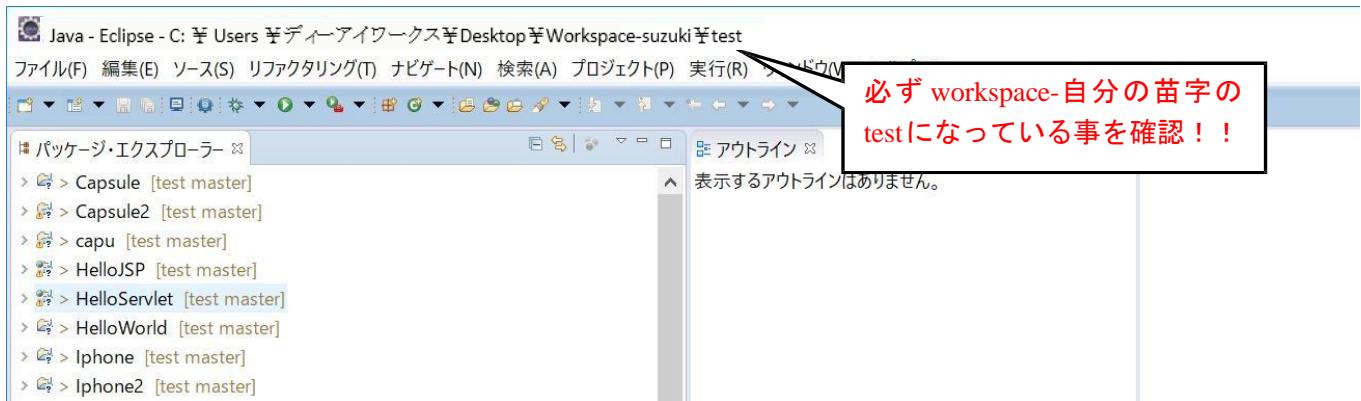 Java - Eclipse - C: ¥ Users ¥ディーアイワークス¥Desktop¥Workspace-suzuki¥test
ファイル(F) 編集(E) ソース(S) リファクタリング(T) ナビゲート(N) 検索(A) プロジェクト(P) 実行(R)
必ず workspace-自分の苗字の
testになっている事を確認！！
パッケージ・エクスプローラー
アウトライン
表示するアウトラインはありません。
> Capsule [test master]
> Capsule2 [test master]
> capu [test master]
> HelloJSP [test master]
> HelloServlet [test master]
> HelloWorld [test master]
> Iphone [test master]
> Iphone2 [test master]